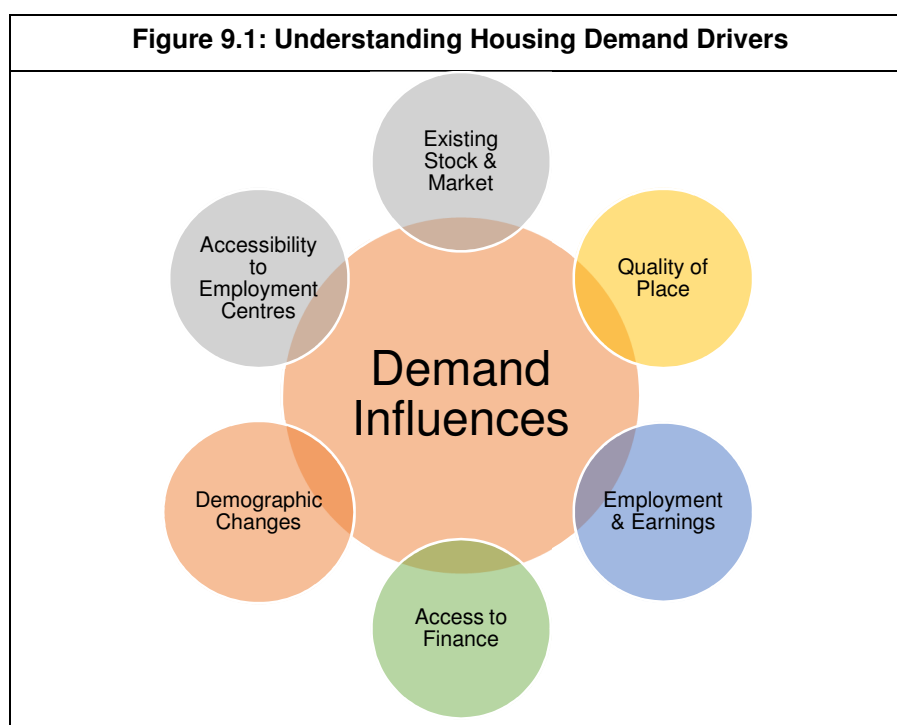 Figure 9.1: Understanding Housing Demand Drivers
Existing
Stock &
Market
Quality of
Place
Employment
& Earnings
Access to
Finance
Demographic
Changes
Accessibility
to
Employment
Centres
Demand
Influences